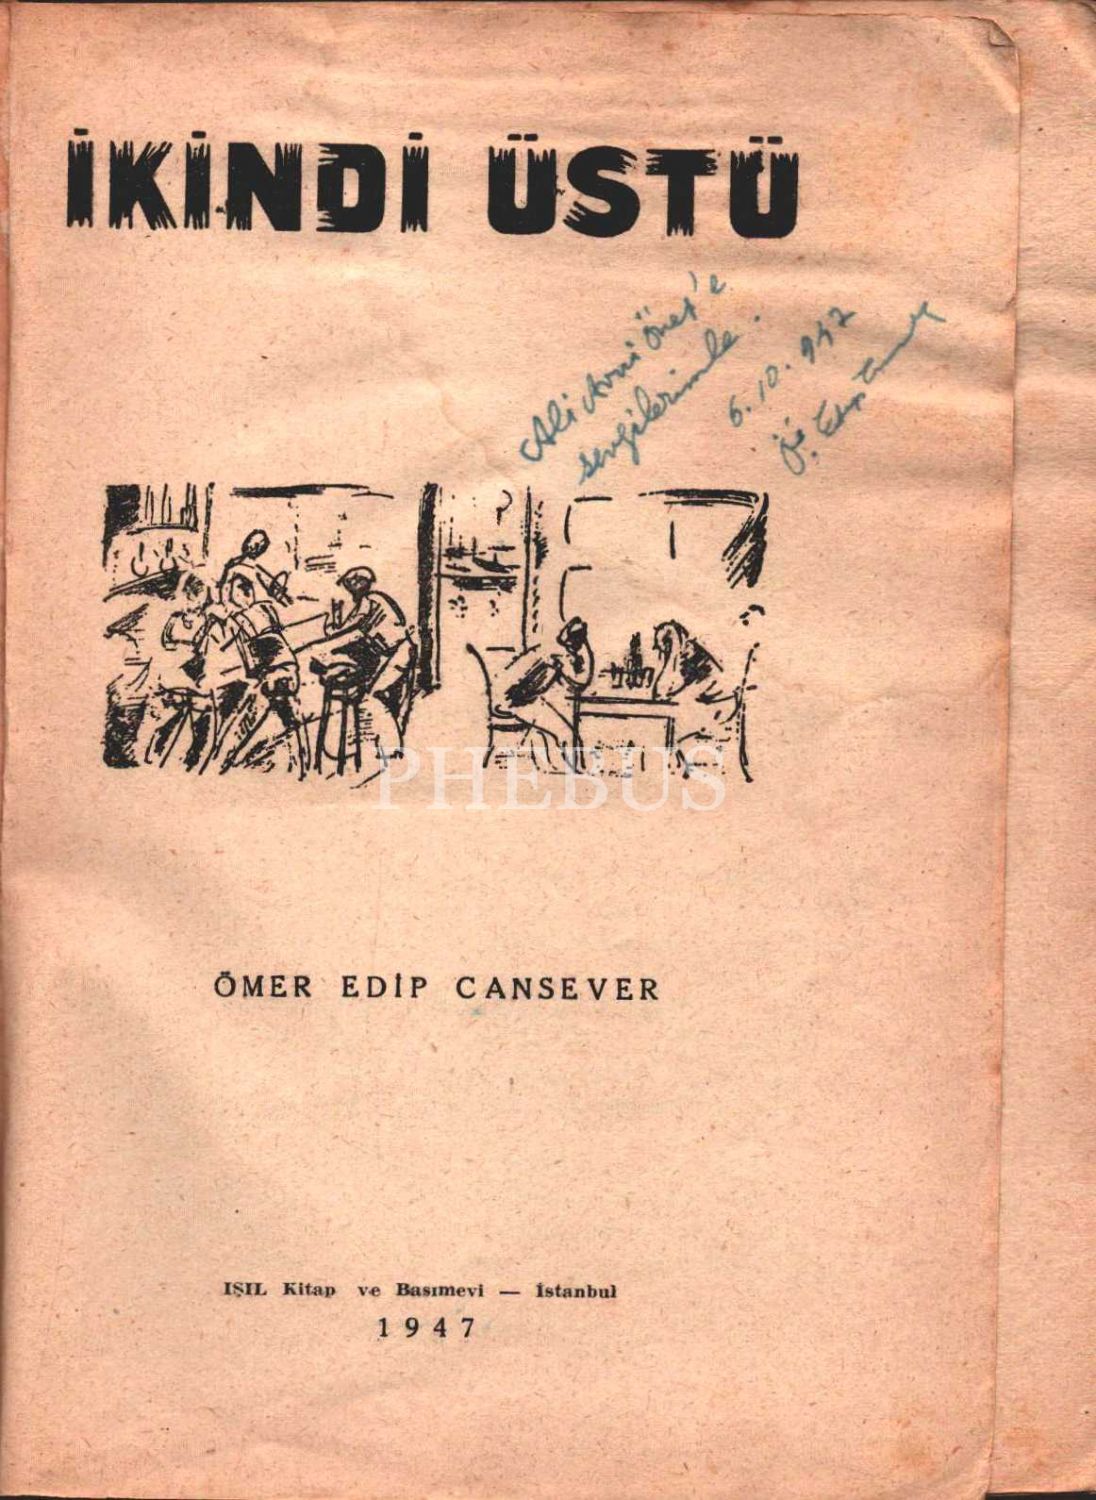 İKİNDİ ÜSTÜ
Ali Avni Öneş'e
sevgilerimle.
6.10.947
Ö. Edip
PHEBUS
ÖMER EDİP CANSEVER
IŞIL Kitap ve Basımevi — İstanbul
1947